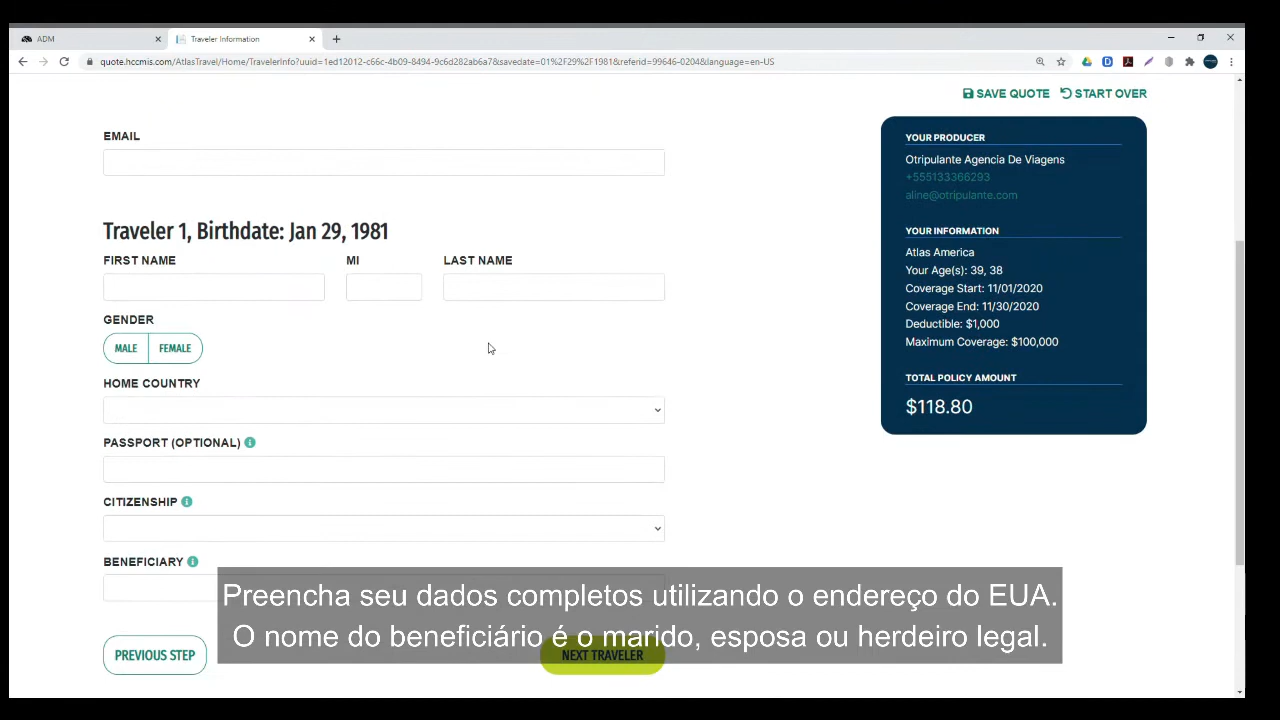 ADM
Traveler Information
quote.hccmis.com/AtlasTravel/Home/TravelerInfo?uuid=1ed12012-c66c-4b09-8484-9c6d282ab6a7&savedate=01%2F29%2F1981&referid=99646-0204&language=en-US
SAVE QUOTE START OVER
EMAIL
Traveler 1, Birthdate: Jan 29, 1981
FIRST NAME MI LAST NAME
GENDER
MALE FEMALE
HOME COUNTRY
PASSPORT (OPTIONAL)
CITIZENSHIP
BENEFICIARY
PREVIOUS STEP NEXT TRAVELER
YOUR PRODUCER
Otripulante Agencia De Viagens
+555133366293
aline@otripulante.com
YOUR INFORMATION
Atlas America
Your Age(s): 39, 38
Coverage Start: 11/01/2020
Coverage End: 11/30/2020
Deductible: $1,000
Maximum Coverage: $100,000
TOTAL POLICY AMOUNT
$118.80
Preencha seu dados completos utilizando o endereço do EUA.
O nome do beneficiário é o marido, esposa ou herdeiro legal.